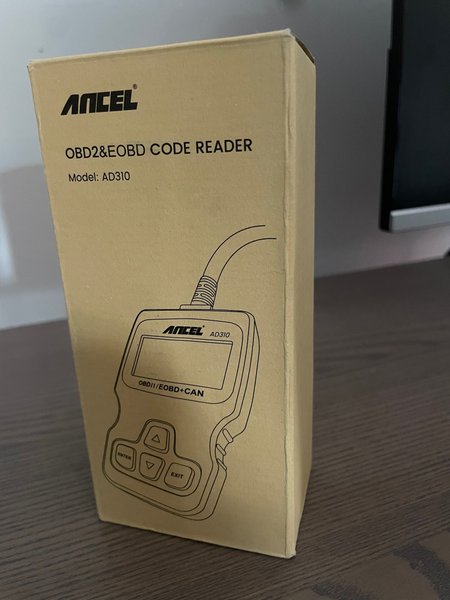 ANCEL®
OBD2&EOBD CODE READER
Model: AD310
ANCEL® AD310
OBDII/EOBD+CAN
ENTER
EXIT